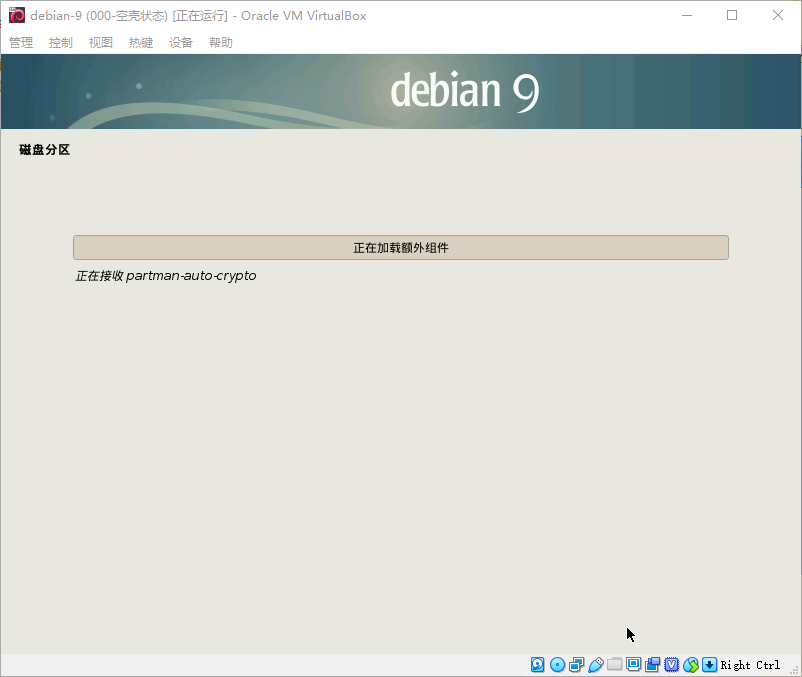 debian-9 (000-空壳状态) [正在运行] - Oracle VM VirtualBox
管理 控制 视图 热键 设备 帮助
debian 9
磁盘分区
正在加载额外组件
正在接收 partman-auto-crypto
Right Ctrl